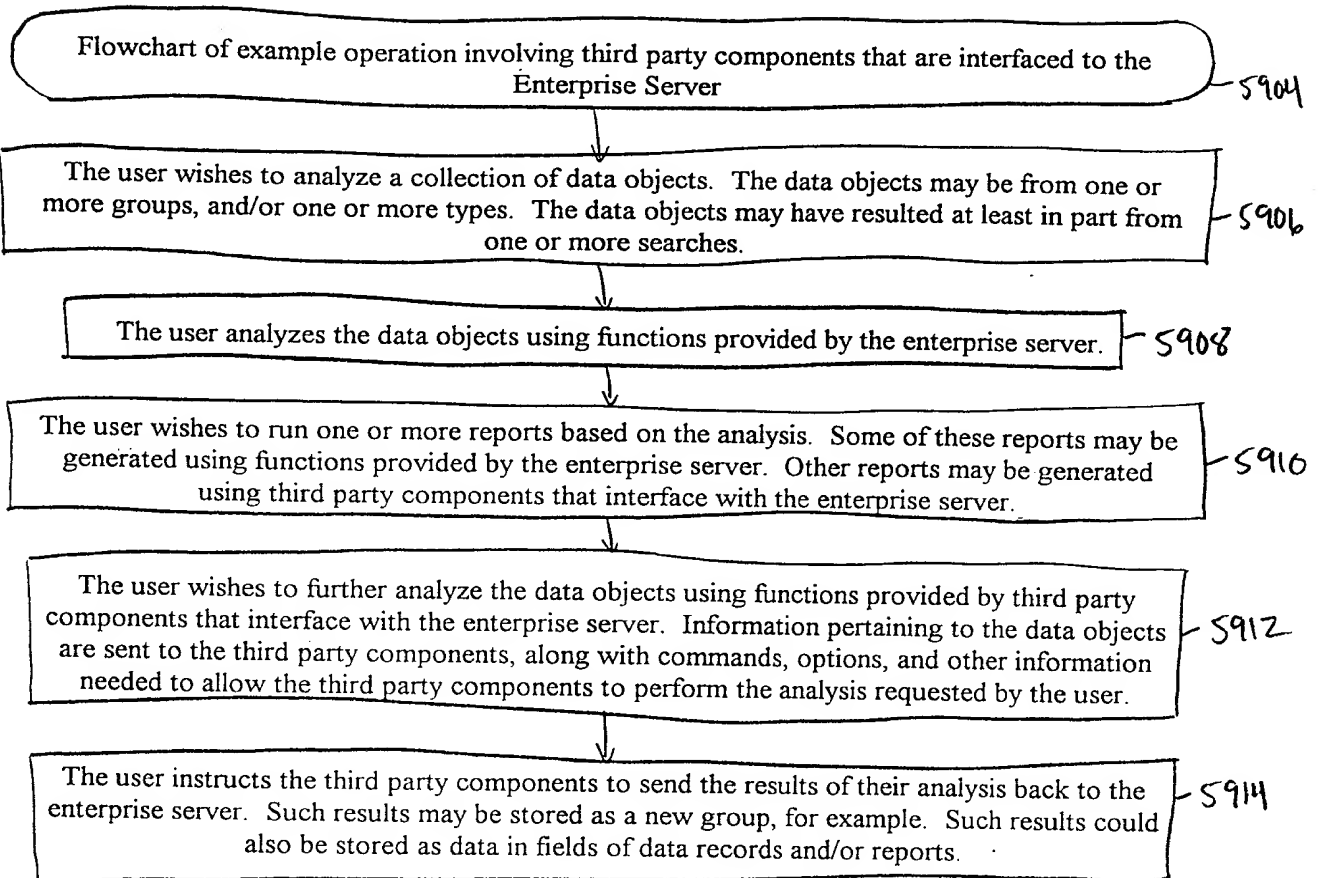 Flowchart of example operation involving third party components that are interfaced to the
Enterprise Server
5904
The user wishes to analyze a collection of data objects. The data objects may be from one or
more groups, and/or one or more types. The data objects may have resulted at least in part from
one or more searches.
5906
The user analyzes the data objects using functions provided by the enterprise server.
5908
The user wishes to run one or more reports based on the analysis. Some of these reports may be
generated using functions provided by the enterprise server. Other reports may be generated
using third party components that interface with the enterprise server.
5910
The user wishes to further analyze the data objects using functions provided by third party
components that interface with the enterprise server. Information pertaining to the data objects
are sent to the third party components, along with commands, options, and other information
needed to allow the third party components to perform the analysis requested by the user.
5912
The user instructs the third party components to send the results of their analysis back to the
enterprise server. Such results may be stored as a new group, for example. Such results could
also be stored as data in fields of data records and/or reports.
5914